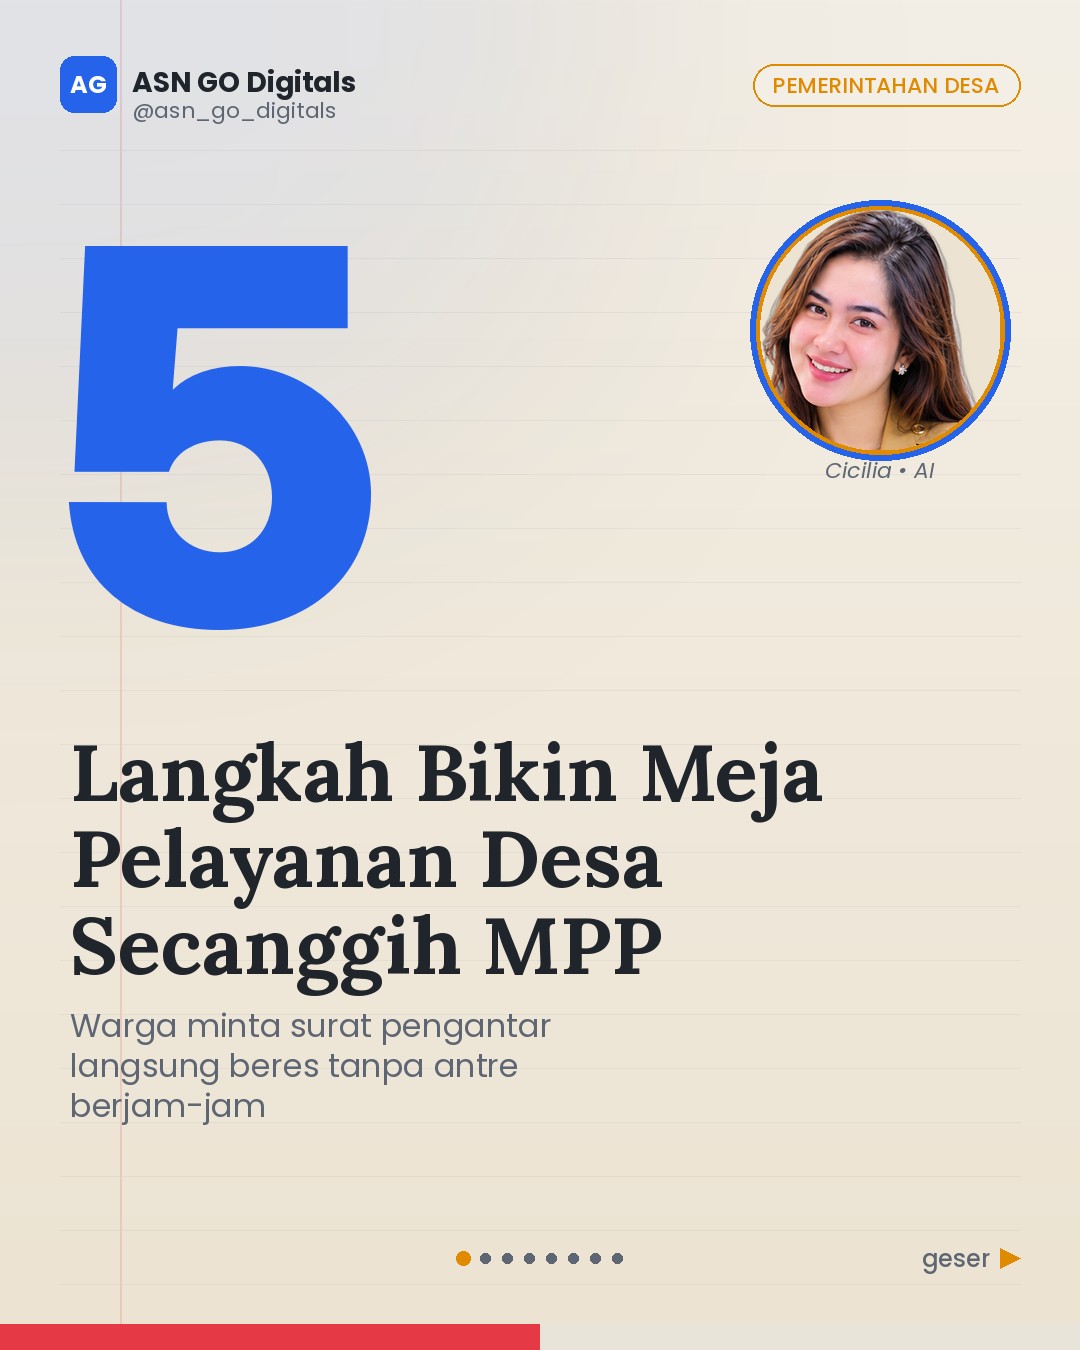 AG
ASN GO Digitals
@asn_go_digitals
PEMERINTAHAN DESA
5
Cicilia • AI
Langkah Bikin Meja
Pelayanan Desa
Secanggih MPP
Warga minta surat pengantar
langsung beres tanpa antre
berjam-jam
geser